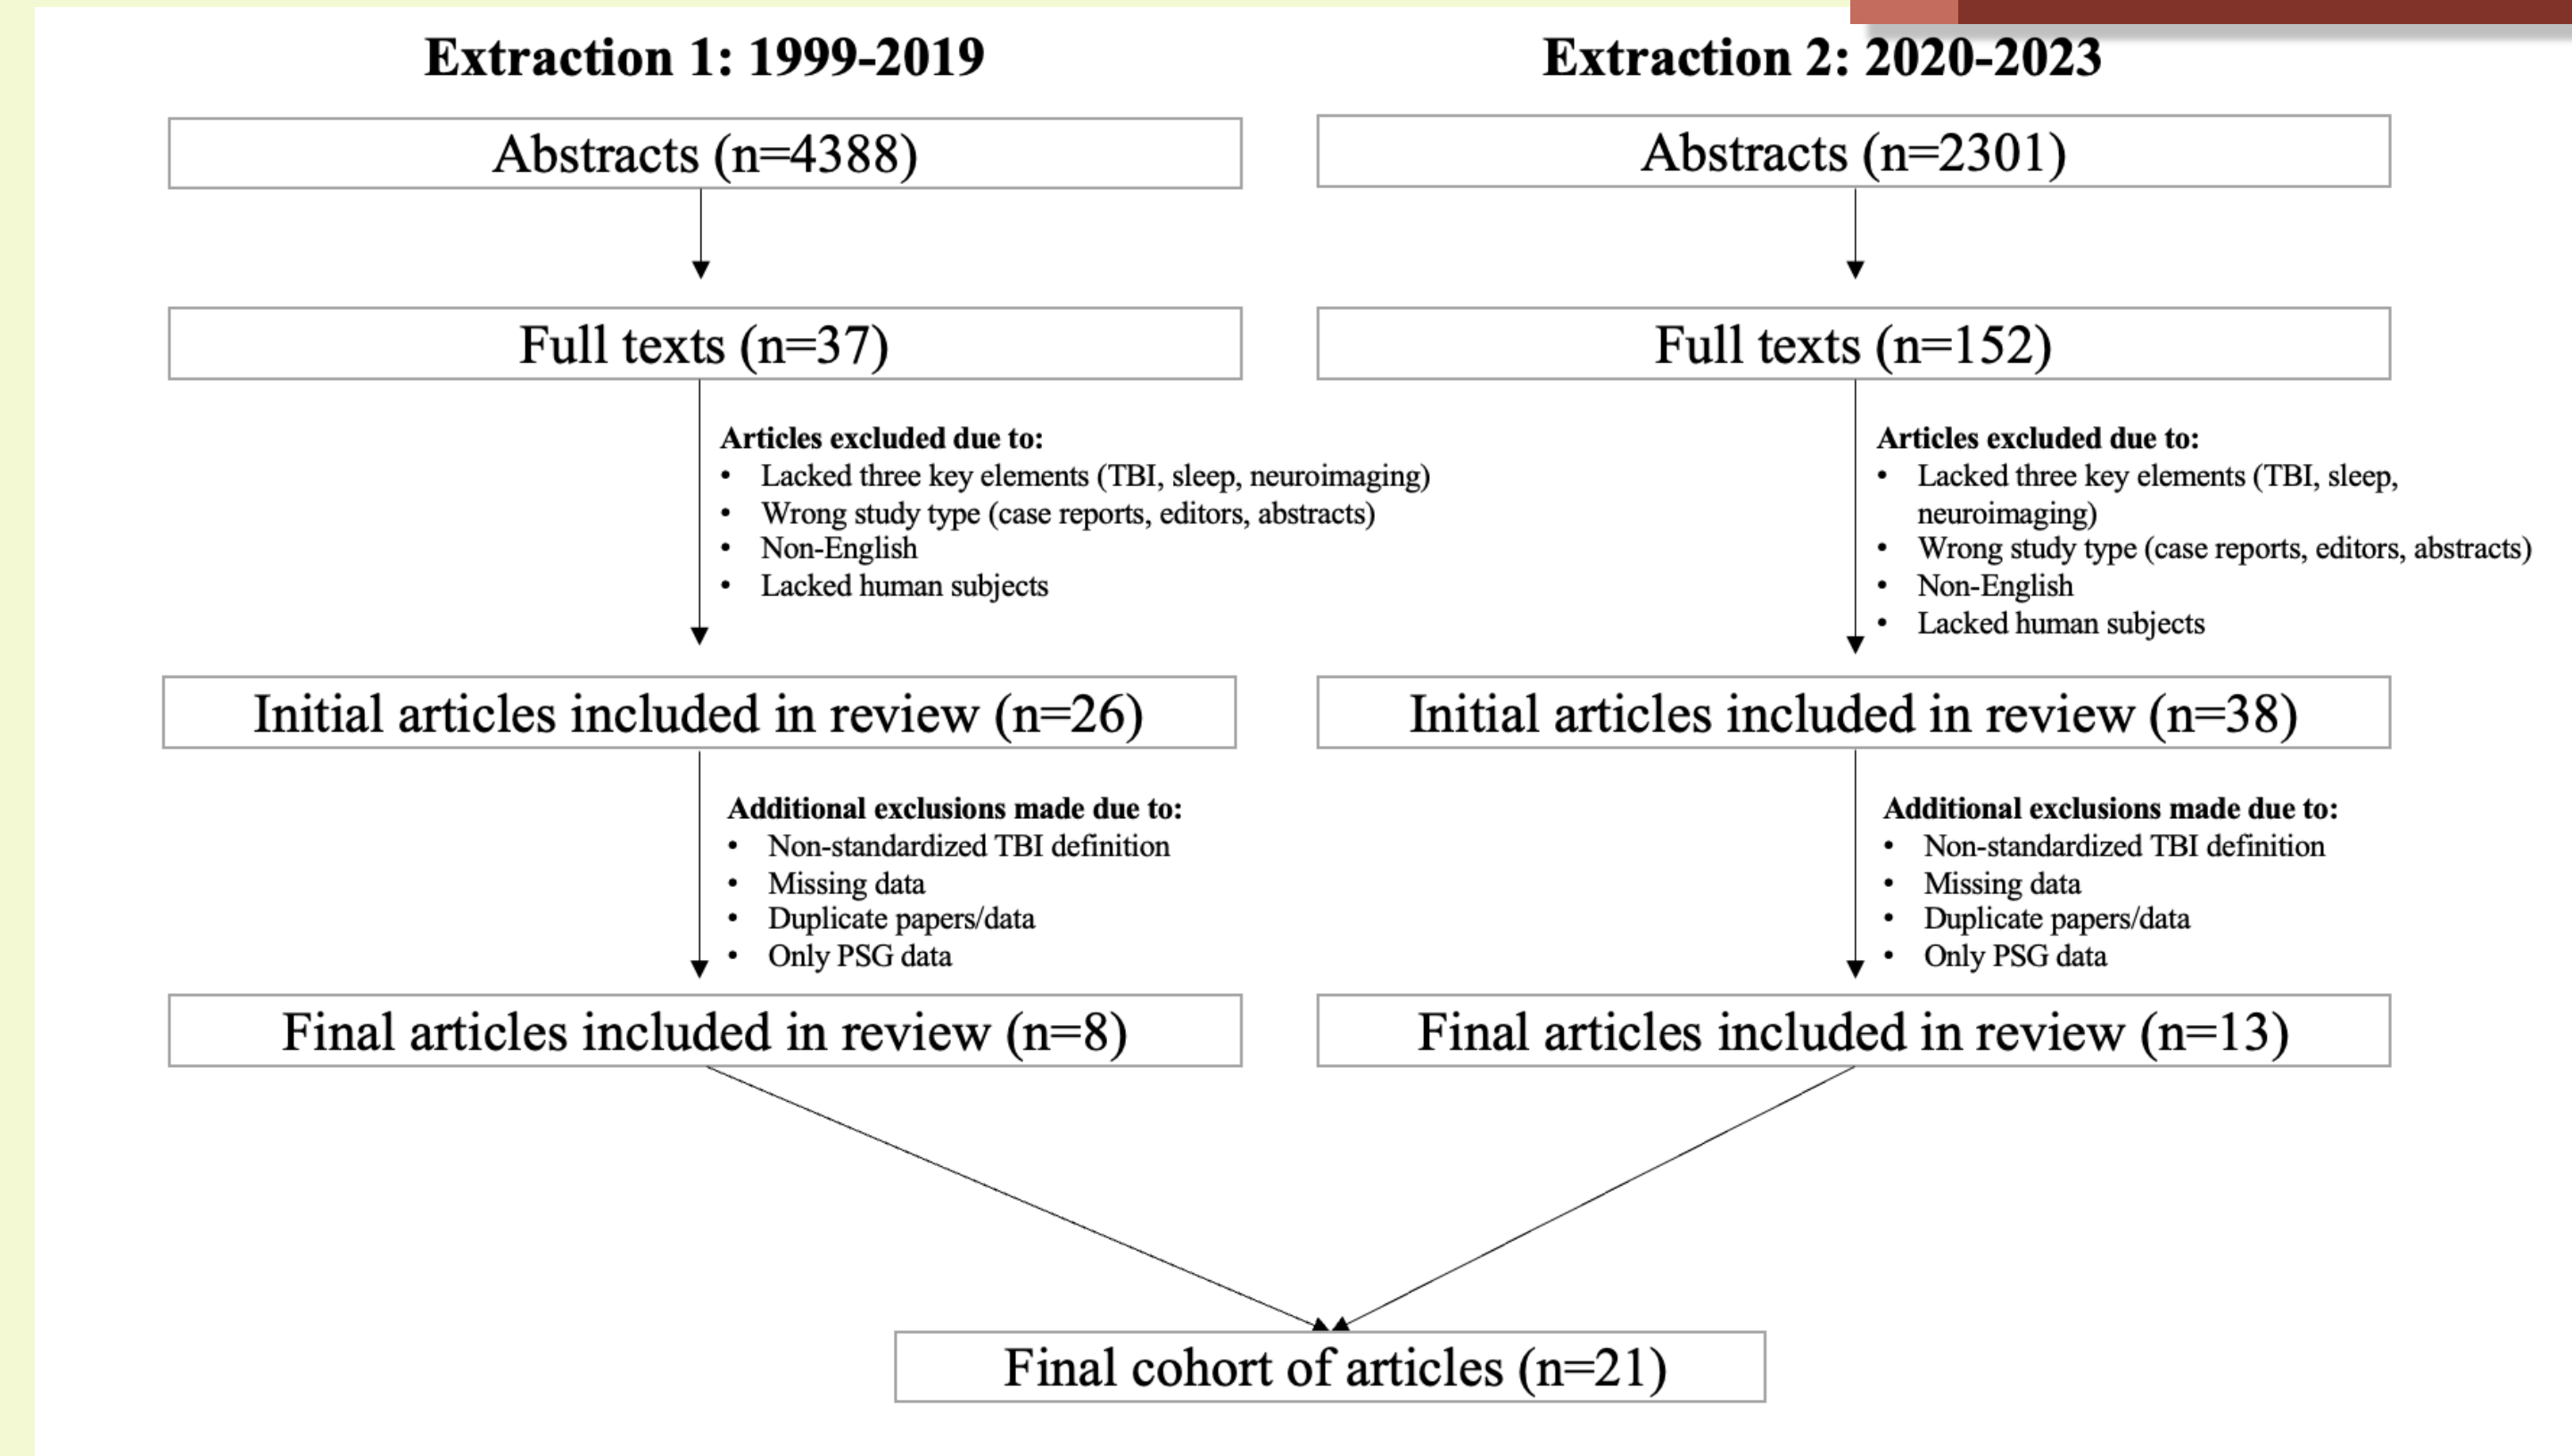 Extraction 1: 1999-2019
Abstracts (n=4388)
Full texts (n=37)
Articles excluded due to:
• Lacked three key elements (TBI, sleep, neuroimaging)
• Wrong study type (case reports, editors, abstracts)
• Non-English
• Lacked human subjects
Initial articles included in review (n=26)
Additional exclusions made due to:
• Non-standardized TBI definition
• Missing data
• Duplicate papers/data
• Only PSG data
Final articles included in review (n=8)
Extraction 2: 2020-2023
Abstracts (n=2301)
Full texts (n=152)
Articles excluded due to:
• Lacked three key elements (TBI, sleep,
neuroimaging)
• Wrong study type (case reports, editors, abstracts)
• Non-English
• Lacked human subjects
Initial articles included in review (n=38)
Additional exclusions made due to:
• Non-standardized TBI definition
• Missing data
• Duplicate papers/data
• Only PSG data
Final articles included in review (n=13)
Final cohort of articles (n=21)